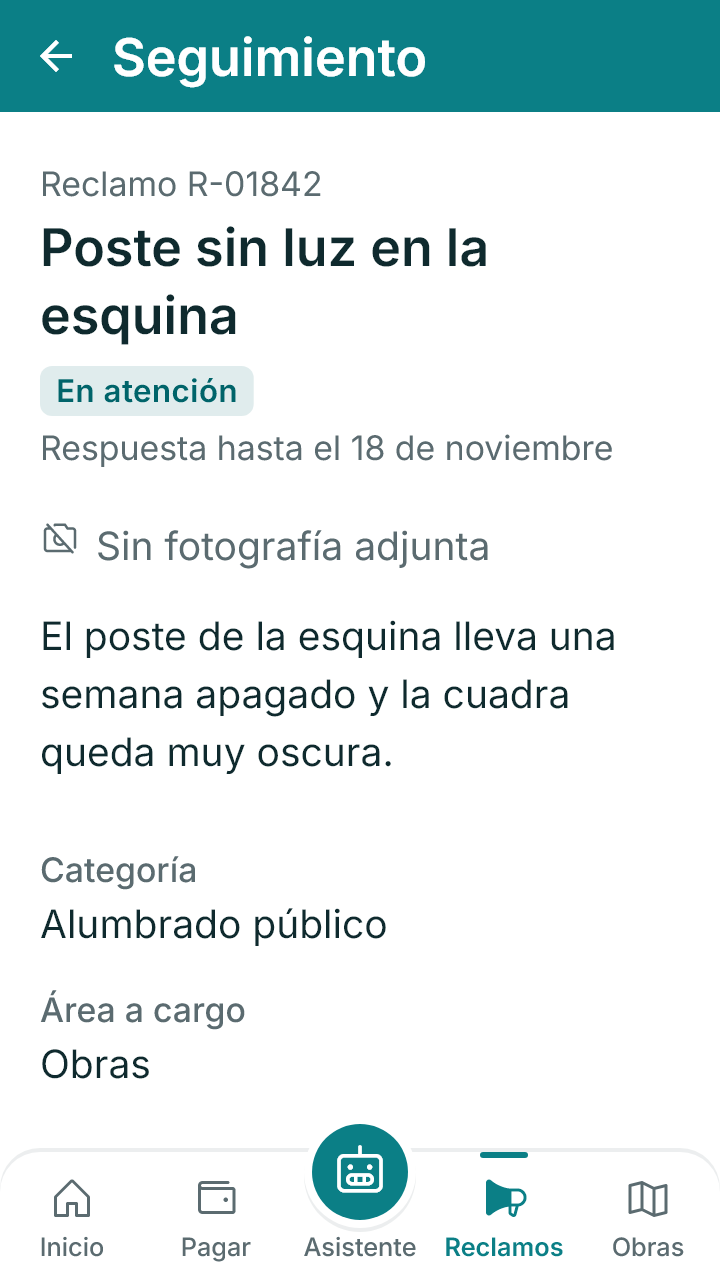 Seguimiento
Reclamo R-01842
Poste sin luz en la
esquina
En atención
Respuesta hasta el 18 de noviembre
Sin fotografía adjunta
El poste de la esquina lleva una
semana apagado y la cuadra
queda muy oscura.
Categoría
Alumbrado público
Área a cargo
Obras
Inicio
Pagar
Asistente
Reclamos
Obras